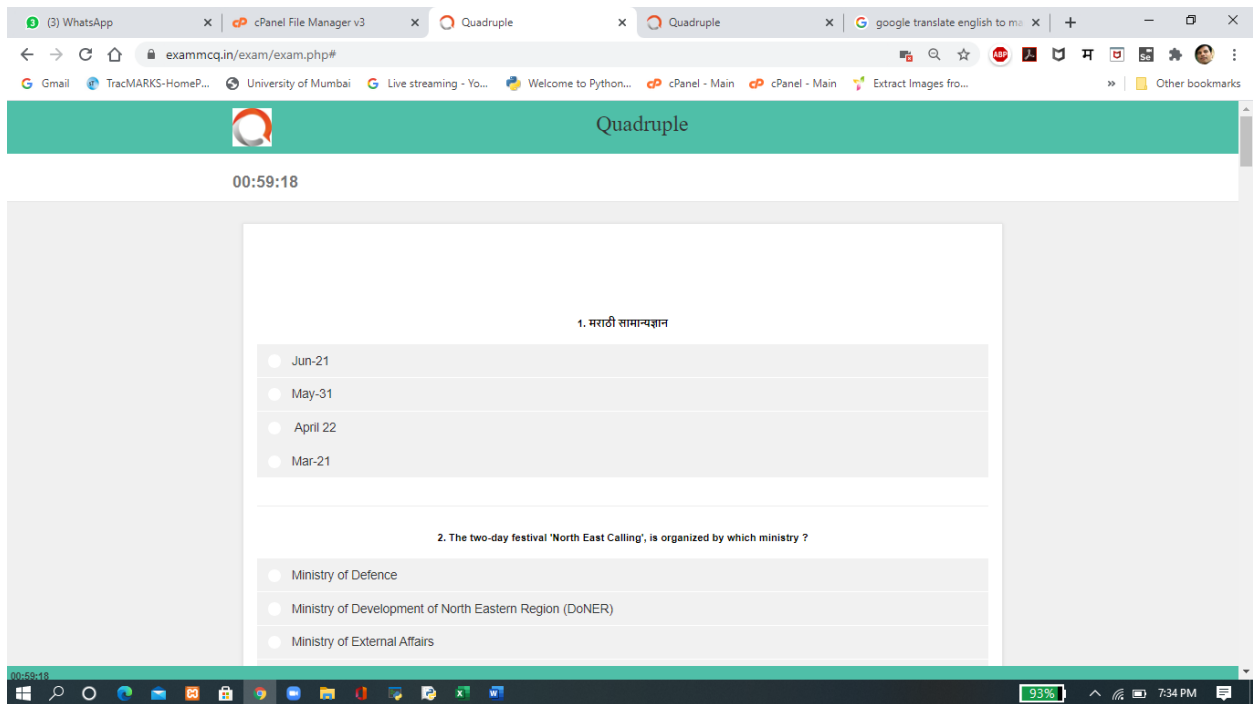 (3) WhatsApp
cPanel File Manager v3
Quadruple
Quadruple
google translate english to ma
exammcq.in/exam/exam.php#
Gmail
TracMARKS-HomeP...
University of Mumbai
Live streaming - Yo...
Welcome to Python...
cPanel - Main
cPanel - Main
Extract Images fro...
Other bookmarks
Quadruple
00:59:18
1. मराठी सामान्यज्ञान
Jun-21
May-31
April 22
Mar-21
2. The two-day festival 'North East Calling', is organized by which ministry ?
Ministry of Defence
Ministry of Development of North Eastern Region (DoNER)
Ministry of External Affairs
00:59:18
93%
7:34 PM